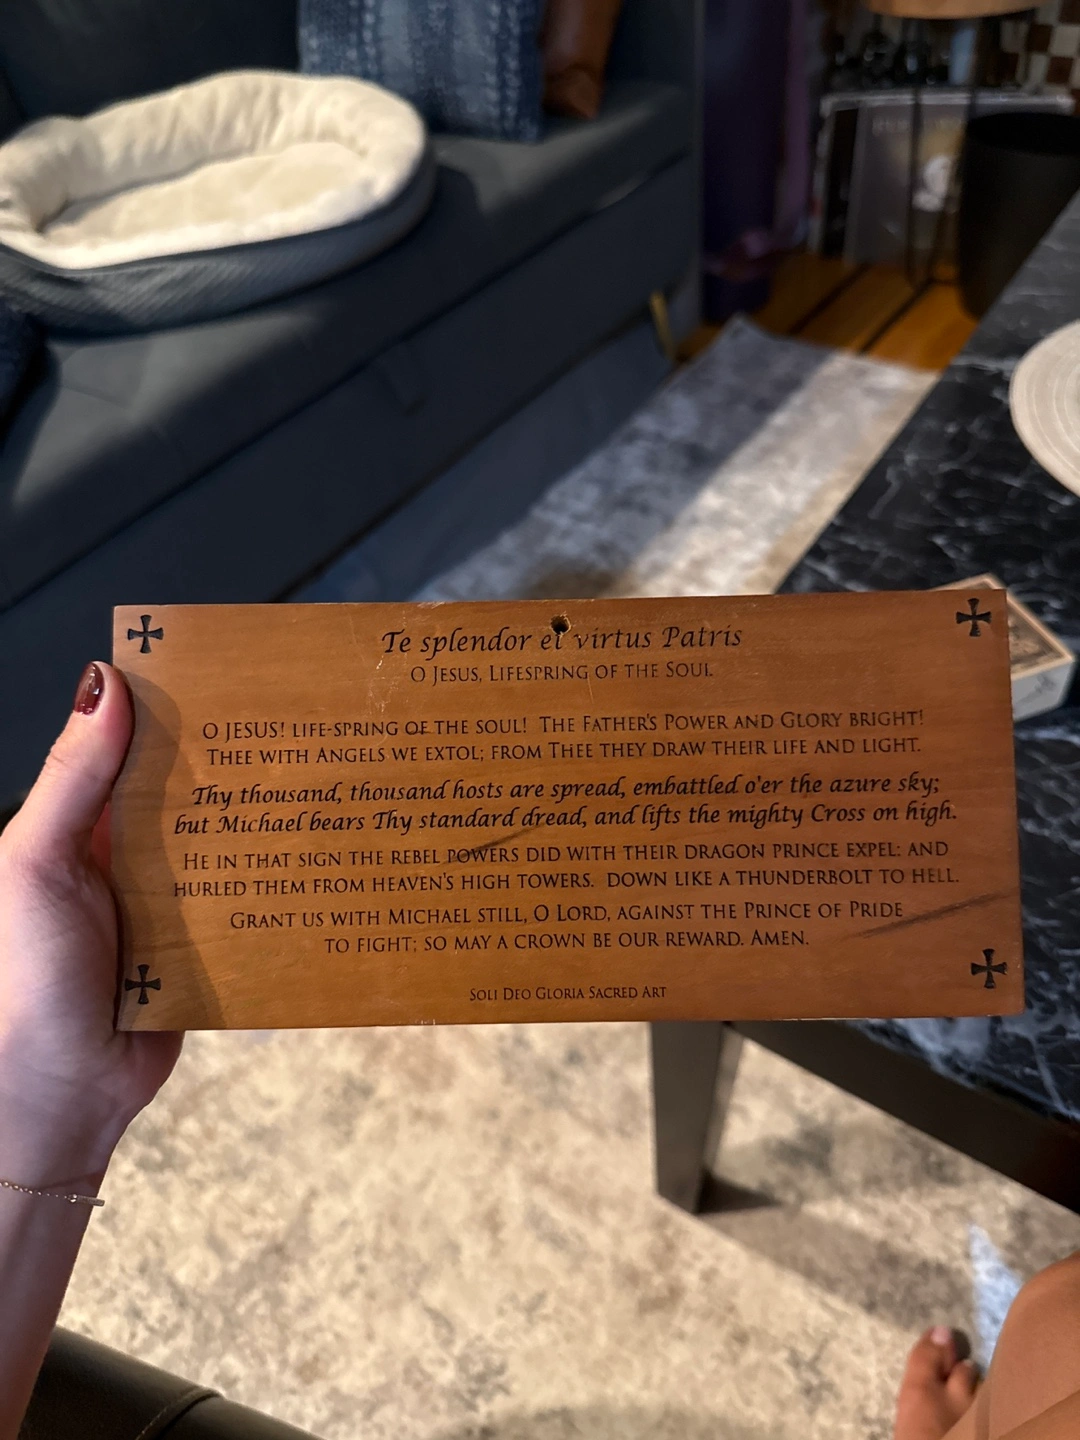 Te splendor et virtus Patris
O Jesus, Lifespring of the Soul
O JESUS! LIFE-SPRING OF THE SOUL! THE FATHER'S POWER AND GLORY BRIGHT!
THEE WITH ANGELS WE EXTOL; FROM THEE THEY DRAW THEIR LIFE AND LIGHT.
Thy thousand, thousand hosts are spread, embattled o'er the azure sky;
but Michael bears Thy standard dread, and lifts the mighty Cross on high.
HE IN THAT SIGN THE REBEL POWERS DID WITH THEIR DRAGON PRINCE EXPEL: AND
HURLED THEM FROM HEAVEN'S HIGH TOWERS. DOWN LIKE A THUNDERBOLT TO HELL.
GRANT US WITH MICHAEL STILL, O LORD, AGAINST THE PRINCE OF PRIDE
TO FIGHT; SO MAY A CROWN BE OUR REWARD. AMEN.
SOLI DEO GLORIA SACRED ART